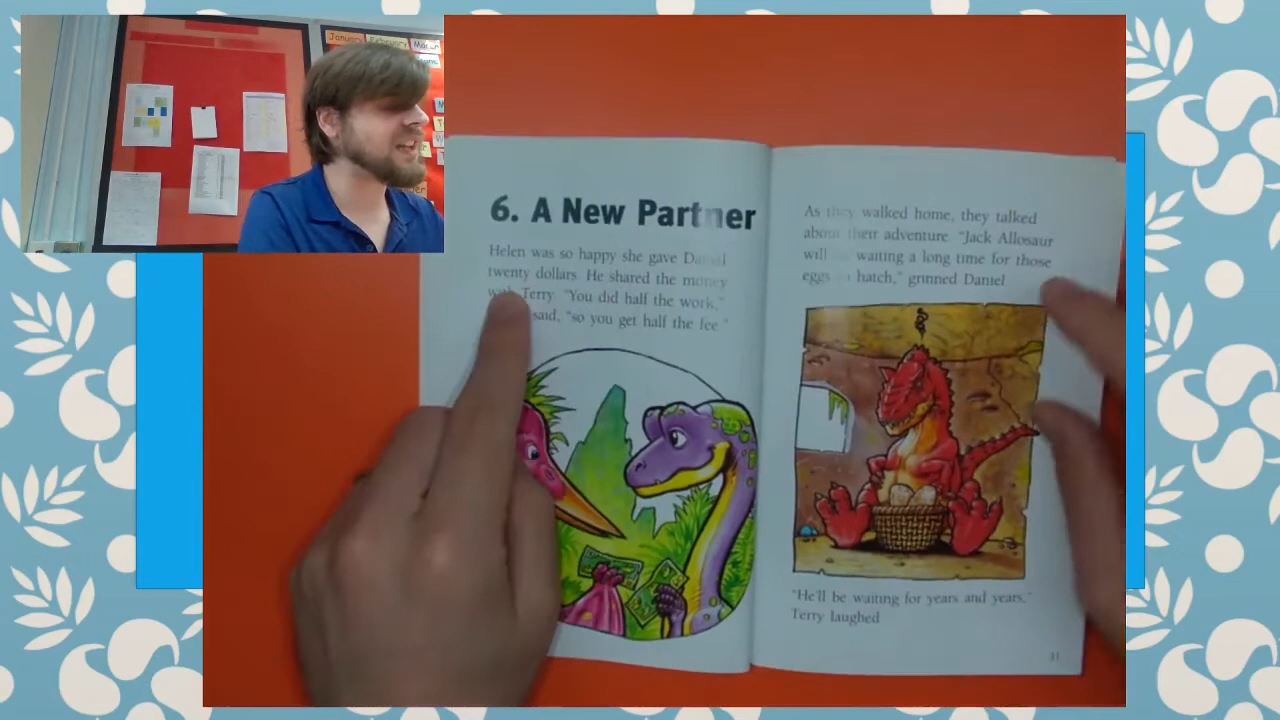 January
February
6. A New Partner
Helen was so happy she gave Daniel
twenty dollars. He shared the money
with Terry. "You did half the work,"
said, "so you get half the fee."
As they walked home, they talked
about their adventure. "Jack Allosaur
will be waiting a long time for those
eggs to hatch," grinned Daniel
"He'll be waiting for years and years."
Terry laughed
31